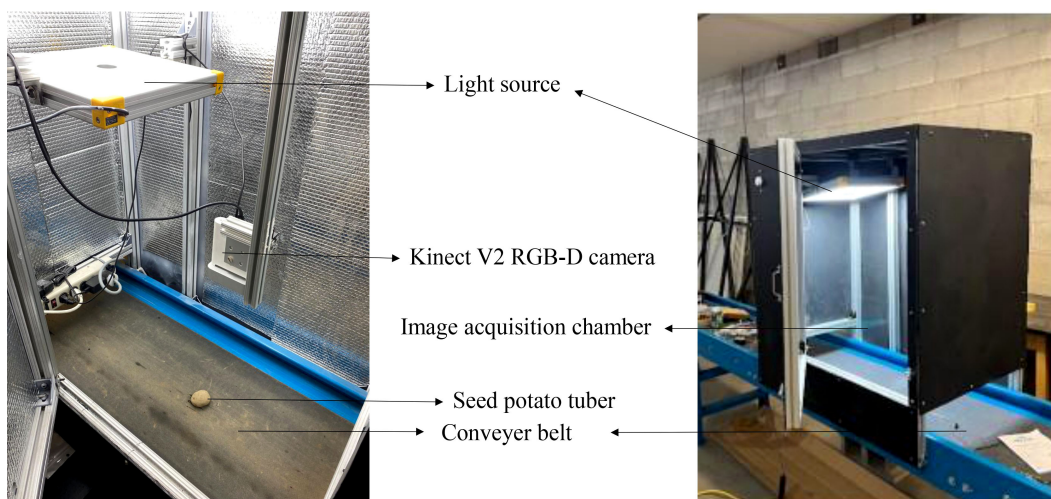 Light source
Kinect V2 RGB-D camera
Image acquisition chamber
Seed potato tuber
Conveyer belt